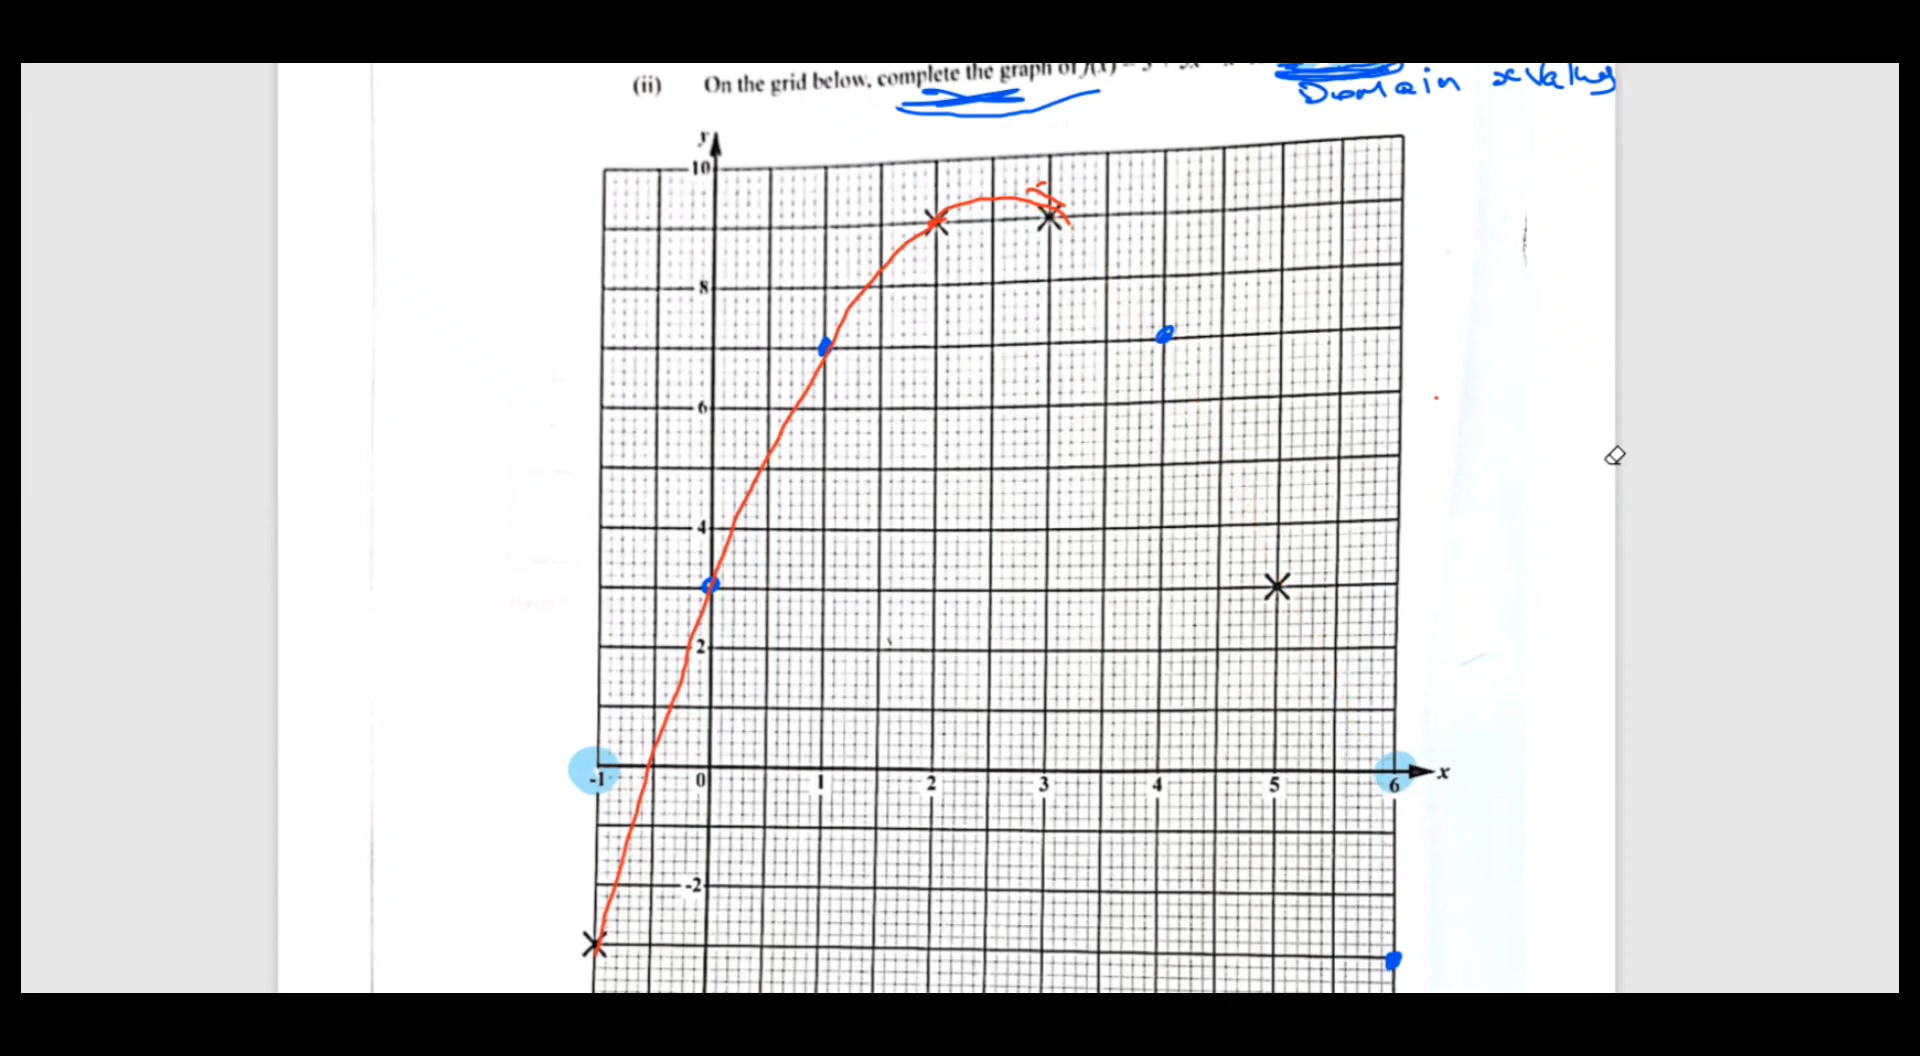 (ii) On the grid below, complete the graph of
Domain x Values
y
10
8
6
4
2
-1 0 1 2 3 4 5 6 x
-2